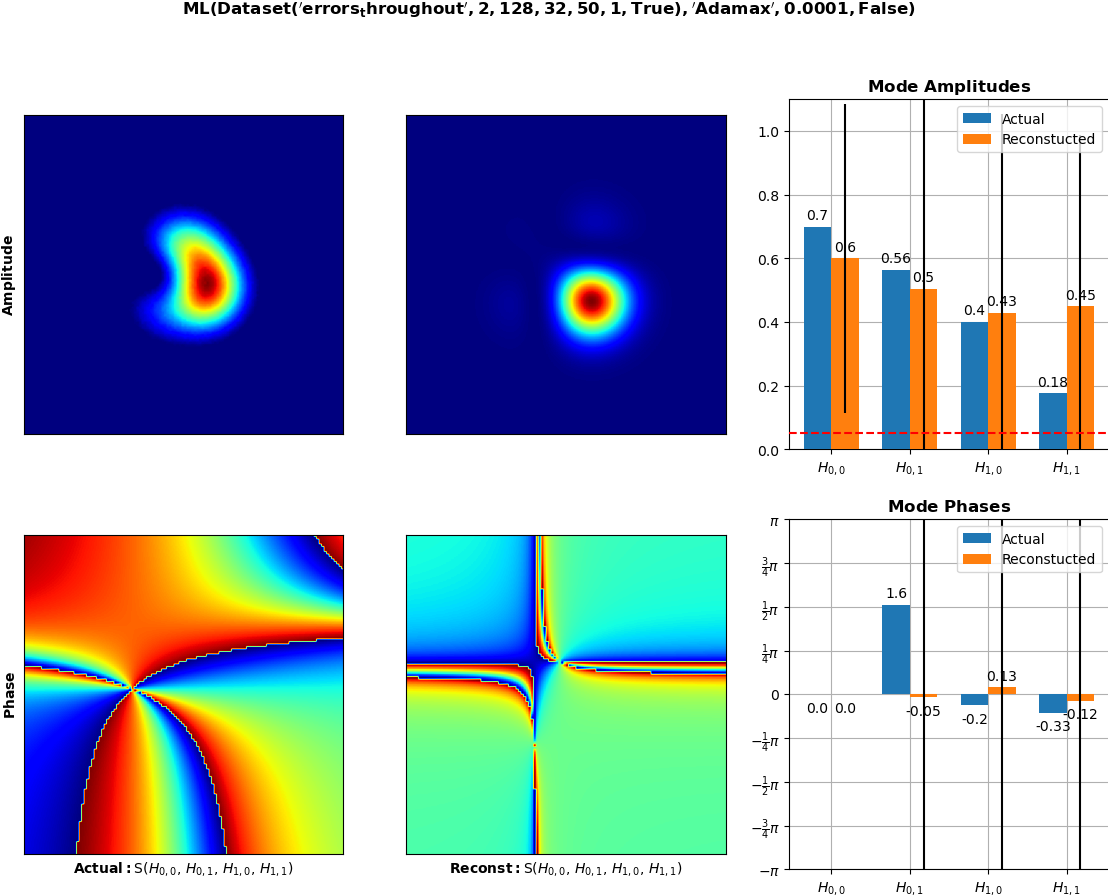 ML(Dataset('errors_throughout', 2, 128, 32, 50, 1, True), 'Adamax', 0.0001, False)
Amplitude
Mode Amplitudes
Actual
Reconstucted
1.0
0.8
0.6
0.4
0.2
0.0
0.7
0.6
0.56
0.5
0.4
0.43
0.18
0.45
H0,0
H0,1
H1,0
H1,1
Phase
Actual: S(H0,0, H0,1, H1,0, H1,1)
Reconst: S(H0,0, H0,1, H1,0, H1,1)
Mode Phases
Actual
Reconstucted
π
3/4π
1/2π
1/4π
0
−1/4π
−1/2π
−3/4π
−π
0.0
0.0
1.6
-0.05
-0.2
0.13
-0.33
-0.12
H0,0
H0,1
H1,0
H1,1